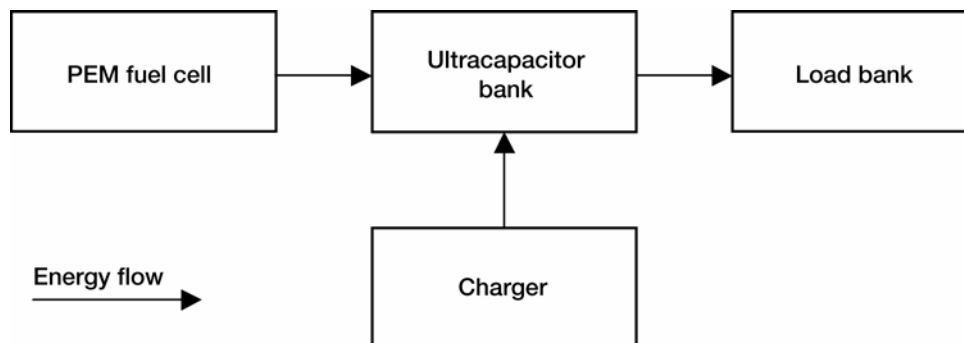 PEM fuel cell
Ultracapacitor
bank
Load bank
Energy flow
Charger